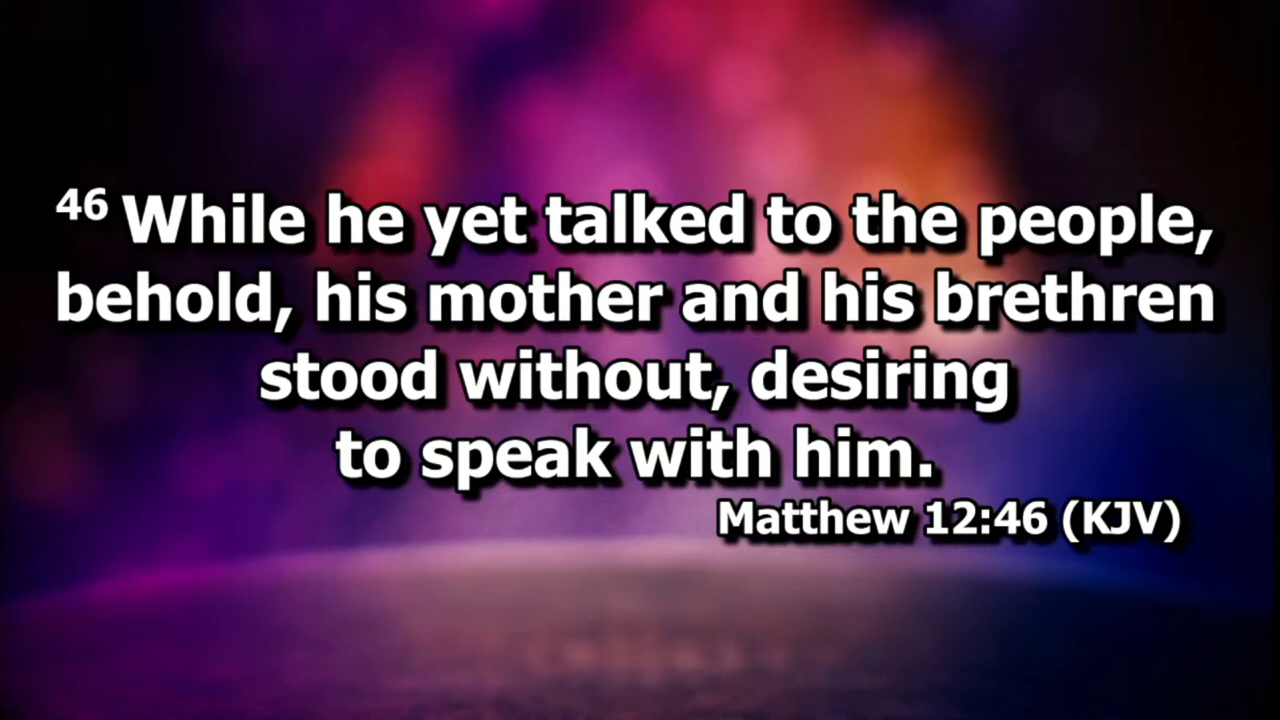 46 While he yet talked to the people,
behold, his mother and his brethren
stood without, desiring
to speak with him.
Matthew 12:46 (KJV)